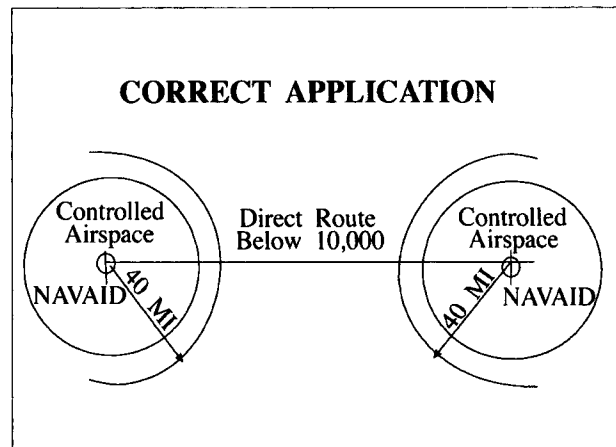 CORRECT APPLICATION
Controlled
Airspace
NAVAID
40 MI
Direct Route
Below 10,000
Controlled
Airspace
NAVAID
40 MI